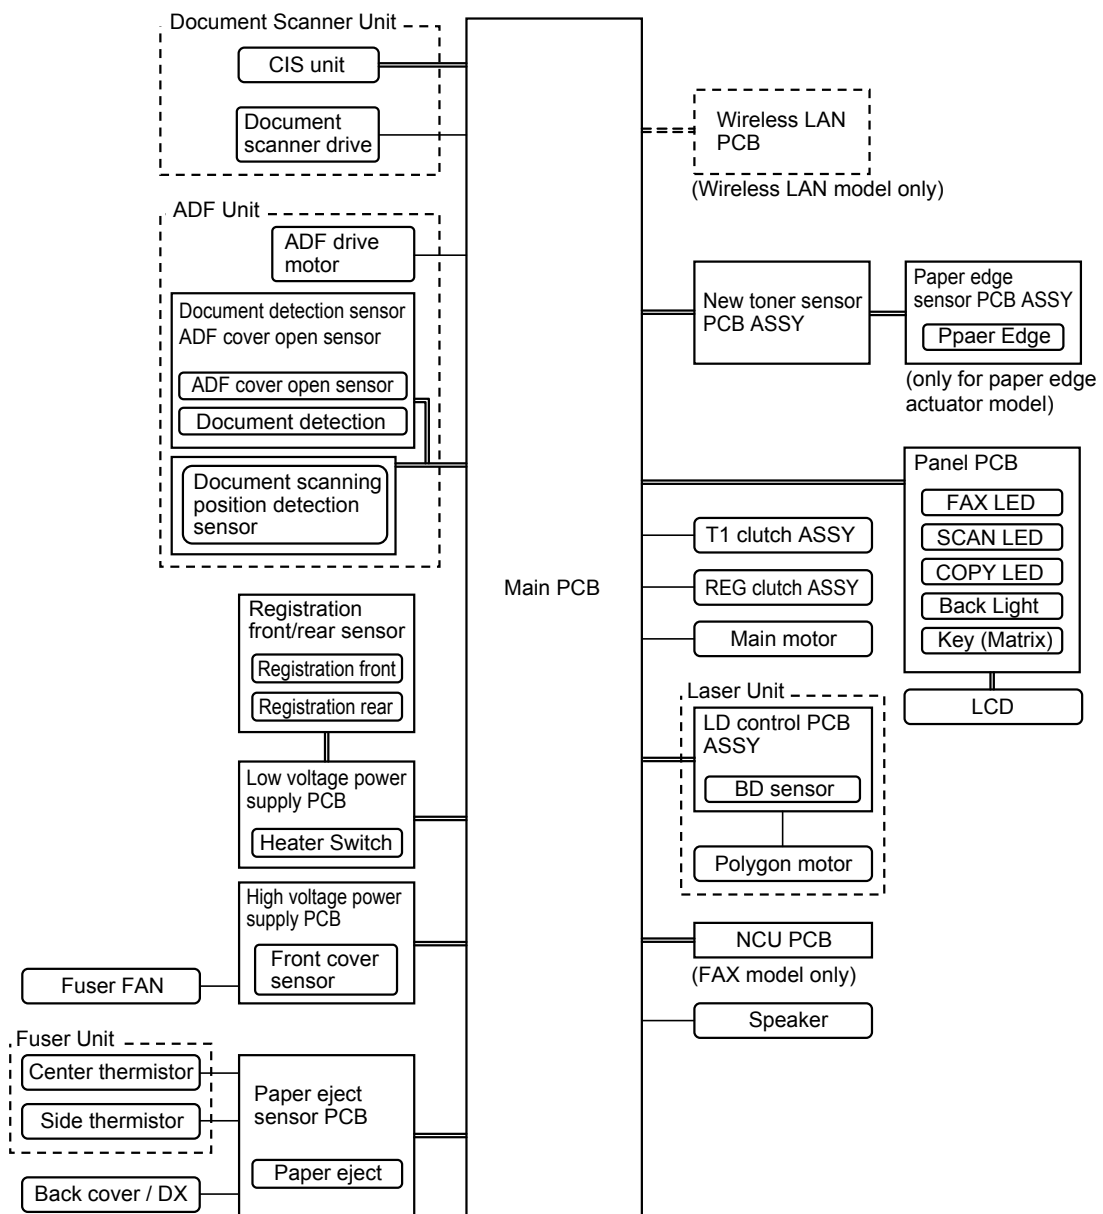 Document Scanner Unit
CIS unit
Document
scanner drive
ADF Unit
ADF drive
motor
Document detection sensor
ADF cover open sensor
ADF cover open sensor
Document detection
Document scanning
position detection
sensor
Registration
front/rear sensor
Registration front
Registration rear
Low voltage power
supply PCB
Heater Switch
High voltage power
supply PCB
Front cover
sensor
Fuser FAN
Fuser Unit
Center thermistor
Side thermistor
Back cover / DX
Paper eject
sensor PCB
Paper eject
Main PCB
Wireless LAN
PCB
(Wireless LAN model only)
New toner sensor
PCB ASSY
Paper edge
sensor PCB ASSY
Ppaer Edge
(only for paper edge
actuator model)
Panel PCB
FAX LED
SCAN LED
COPY LED
Back Light
Key (Matrix)
LCD
T1 clutch ASSY
REG clutch ASSY
Main motor
Laser Unit
LD control PCB
ASSY
BD sensor
Polygon motor
NCU PCB
(FAX model only)
Speaker